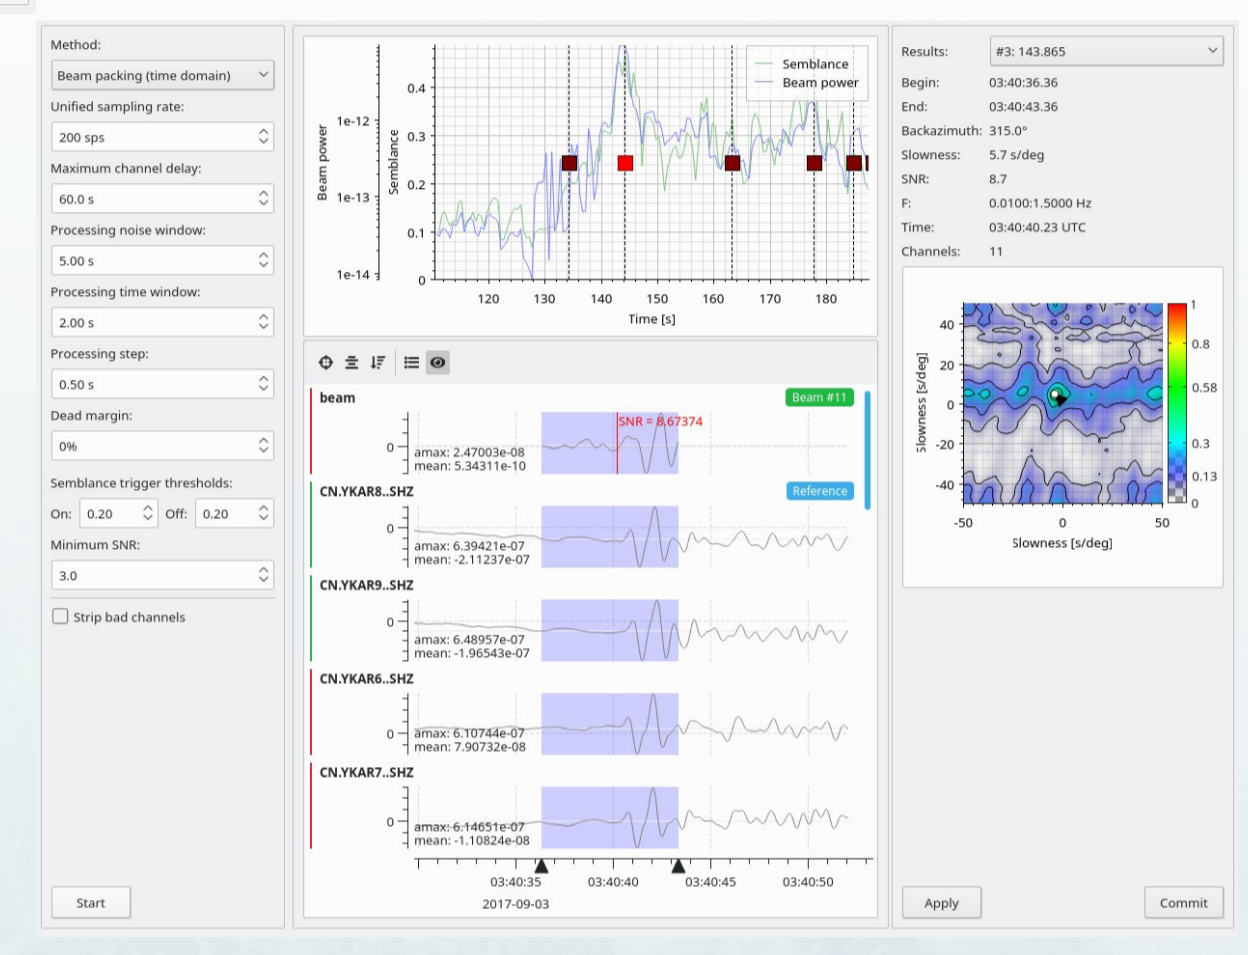 Method:
Beam packing (time domain)
Unified sampling rate:
200 sps
Maximum channel delay:
60.0 s
Processing noise window:
5.00 s
Processing time window:
2.00 s
Processing step:
0.50 s
Dead margin:
0%
Semblance trigger thresholds:
On: 0.20 Off: 0.20
Minimum SNR:
3.0
Strip bad channels
Start
Beam power
1e-12
1e-13
1e-14
Semblance
0.4
0.3
0.2
0.1
0
Semblance
Beam power
120 130 140 150 160 170 180
Time [s]
beam
Beam #11
SNR = 8.67374
0
amax: 2.47003e-08
mean: 5.34311e-10
CN.YKAR8..SHZ
Reference
0
amax: 6.39421e-07
mean: -2.11237e-07
CN.YKAR9..SHZ
0
amax: 6.48957e-07
mean: -1.96543e-07
CN.YKAR6..SHZ
0
amax: 6.10744e-07
mean: 7.90732e-08
CN.YKAR7..SHZ
0
amax: 6.14651e-07
mean: -1.10824e-08
03:40:35 03:40:40 03:40:45 03:40:50
2017-09-03
Results: #3: 143.865
Begin: 03:40:36.36
End: 03:40:43.36
Backazimuth: 315.0°
Slowness: 5.7 s/deg
SNR: 8.7
F: 0.0100:1.5000 Hz
Time: 03:40:40.23 UTC
Channels: 11
Slowness [s/deg]
40
20
0
-20
-40
-50 0 50
Slowness [s/deg]
1
0.8
0.58
0.3
0.13
0
Apply
Commit